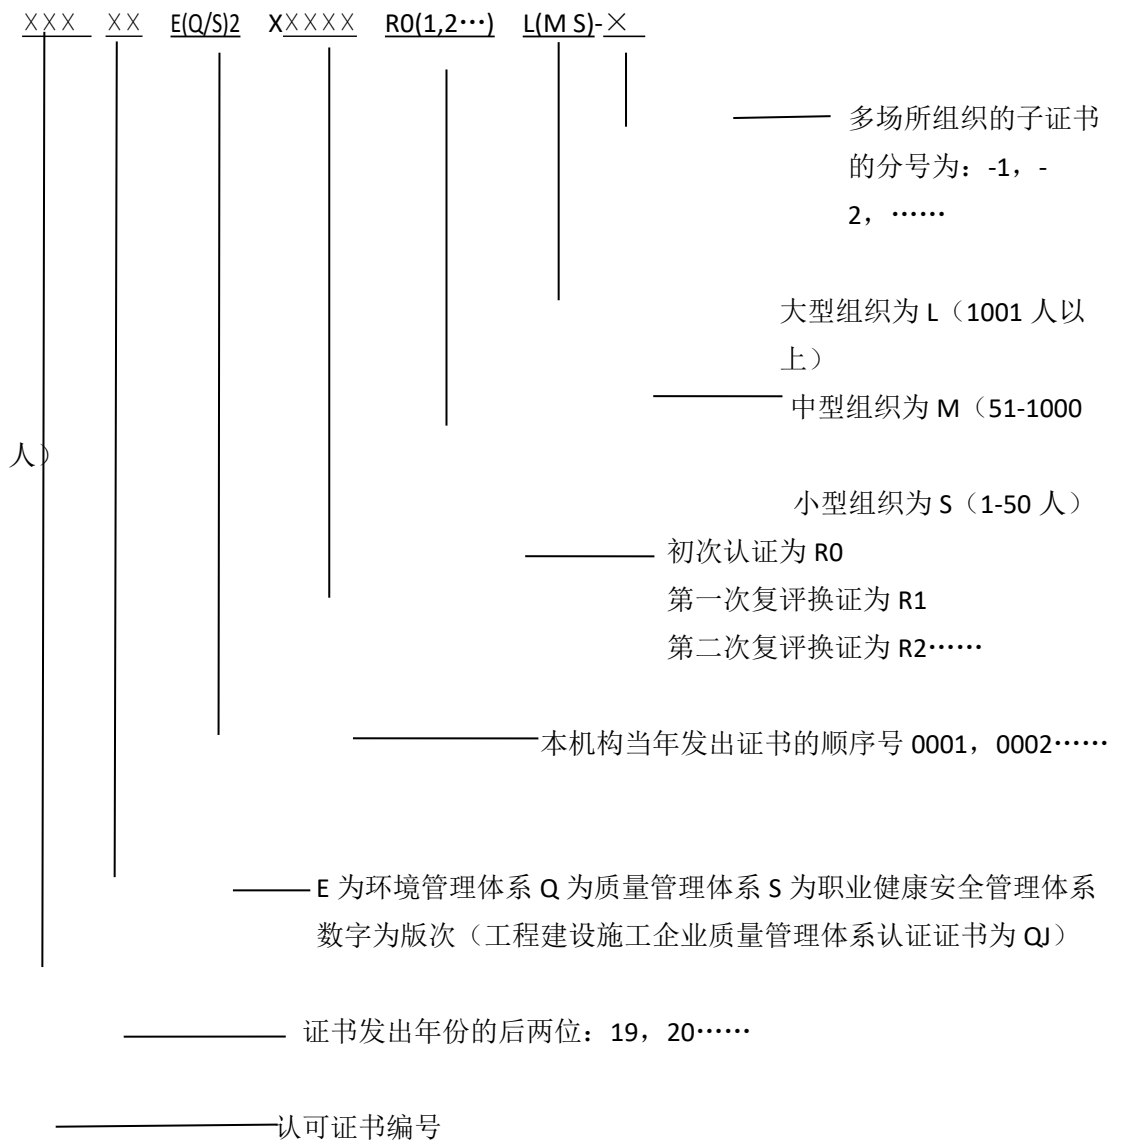 ××× ×× E(Q/S)2 X×××× R0(1,2···) L(M S)-×
多场所组织的子证书
的分号为：-1，-
2，······
大型组织为 L（1001 人以
上）
中型组织为 M（51-1000
人）
小型组织为 S（1-50 人）
初次认证为 R0
第一次复评换证为 R1
第二次复评换证为 R2······
本机构当年发出证书的顺序号 0001，0002······
E 为环境管理体系 Q 为质量管理体系 S 为职业健康安全管理体系
数字为版次（工程建设施工企业质量管理体系认证证书为 QJ）
证书发出年份的后两位：19，20······
认可证书编号